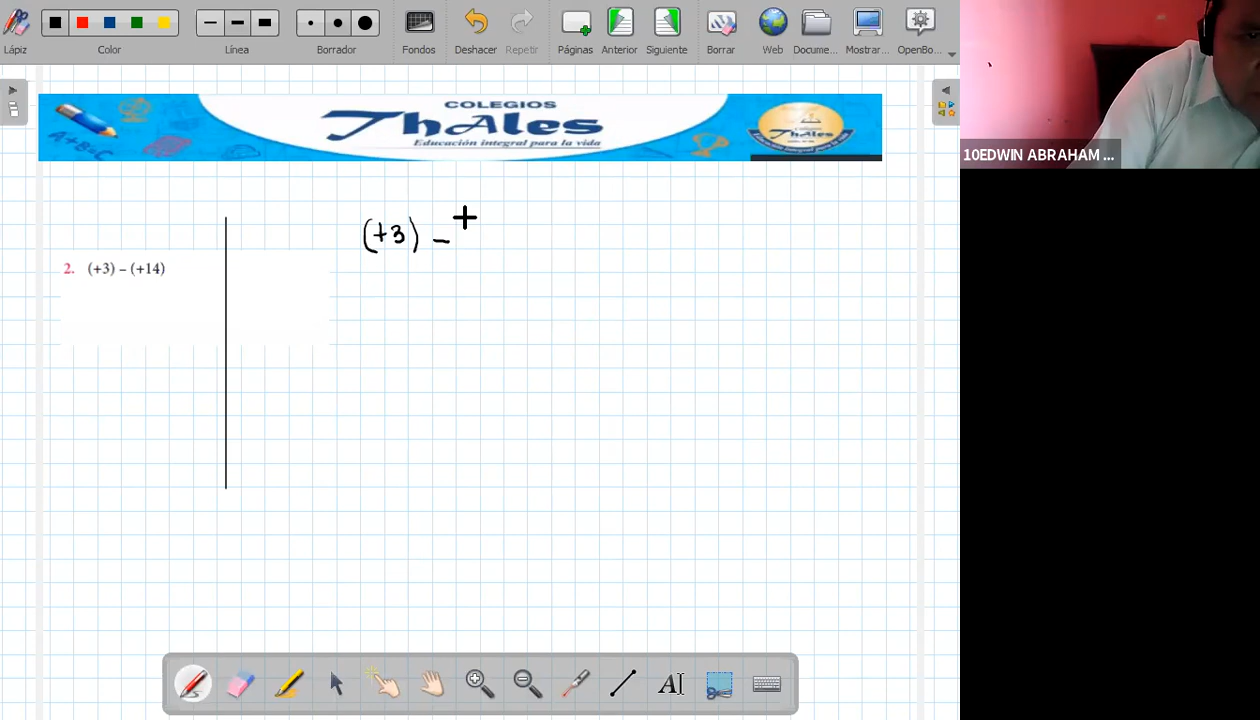 Lápiz Color Línea Borrador Fondos Deshacer Repetir Páginas Anterior Siguiente Borrar Web Docume... Mostrar... OpenBo...
COLEGIOS
Thales
Educación integral para la vida
A+B=C
Thales
10EDWIN ABRAHAM ...
(+3) –
2. (+3) – (+14)
A